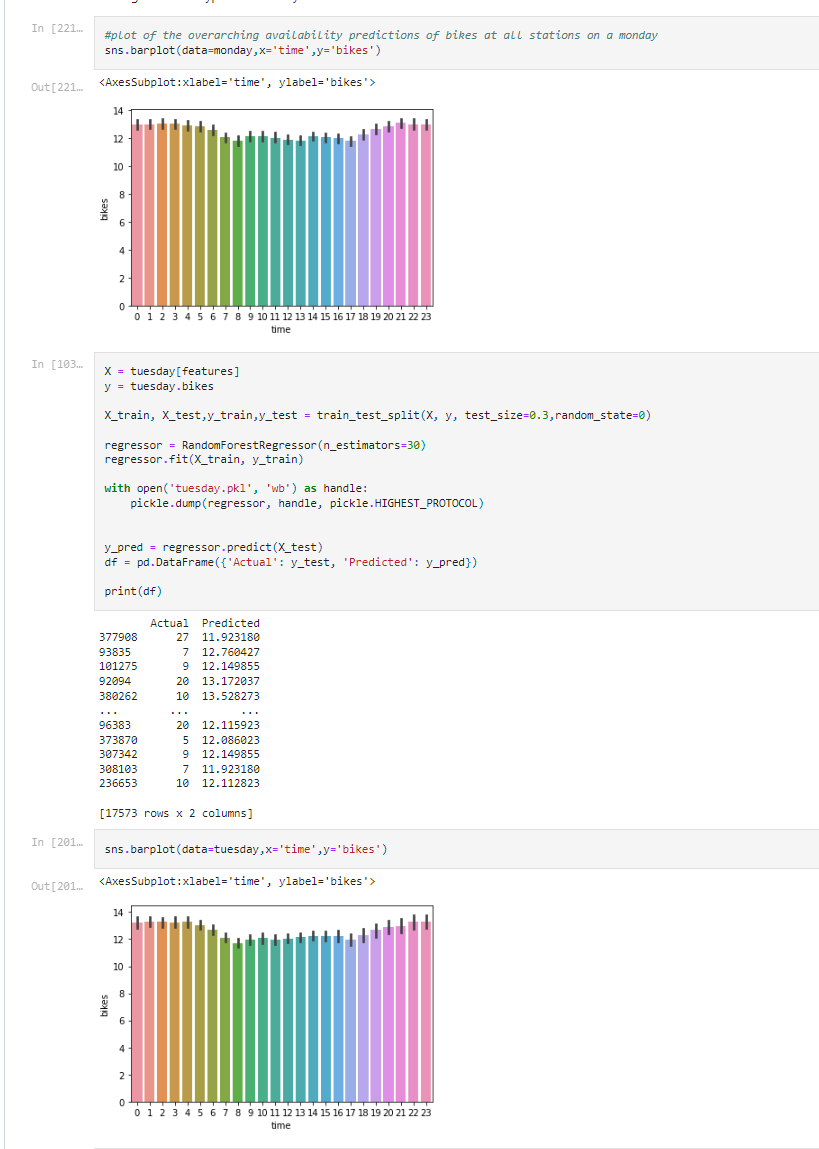 In [221…
#plot of the overarching availability predictions of bikes at all stations on a monday
sns.barplot(data=monday,x='time',y='bikes')
Out[221…
<AxesSubplot:xlabel='time', ylabel='bikes'>
14
12
10
8
6
4
2
0
bikes
0 1 2 3 4 5 6 7 8 9 10 11 12 13 14 15 16 17 18 19 20 21 22 23
time
In [103…
X = tuesday[features]
y = tuesday.bikes
X_train, X_test,y_train,y_test = train_test_split(X, y, test_size=0.3,random_state=0)
regressor = RandomForestRegressor(n_estimators=30)
regressor.fit(X_train, y_train)
with open('tuesday.pkl', 'wb') as handle:
    pickle.dump(regressor, handle, pickle.HIGHEST_PROTOCOL)
y_pred = regressor.predict(X_test)
df = pd.DataFrame({'Actual': y_test, 'Predicted': y_pred})
print(df)
Actual Predicted
377908 27 11.923180
93835 7 12.760427
101275 9 12.149855
92094 20 13.172037
380262 10 13.528273
... ... ...
96383 20 12.115923
373870 5 12.086023
307342 9 12.149855
308103 7 11.923180
236653 10 12.112823
[17573 rows x 2 columns]
In [201…
sns.barplot(data=tuesday,x='time',y='bikes')
Out[201…
<AxesSubplot:xlabel='time', ylabel='bikes'>
14
12
10
8
6
4
2
0
bikes
0 1 2 3 4 5 6 7 8 9 10 11 12 13 14 15 16 17 18 19 20 21 22 23
time